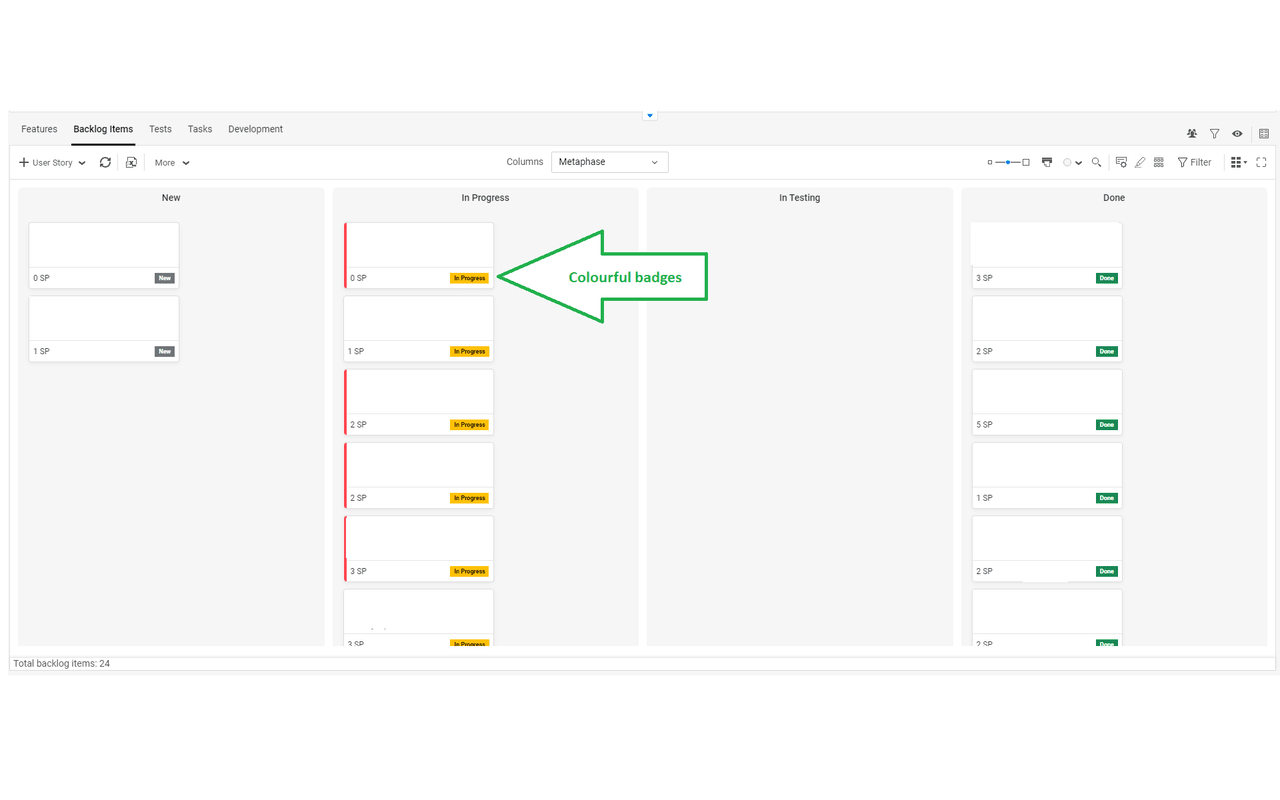 Features Backlog Items Tests Tasks Development
User Story More Columns Metaphase Filter
New In Progress In Testing Done
0 SP New 0 SP In Progress Colourful badges 3 SP Done
1 SP New 1 SP In Progress 2 SP Done
2 SP In Progress 5 SP Done
2 SP In Progress 1 SP Done
3 SP In Progress 2 SP Done
3 SP In Progress 2 SP Done
Total backlog items: 24